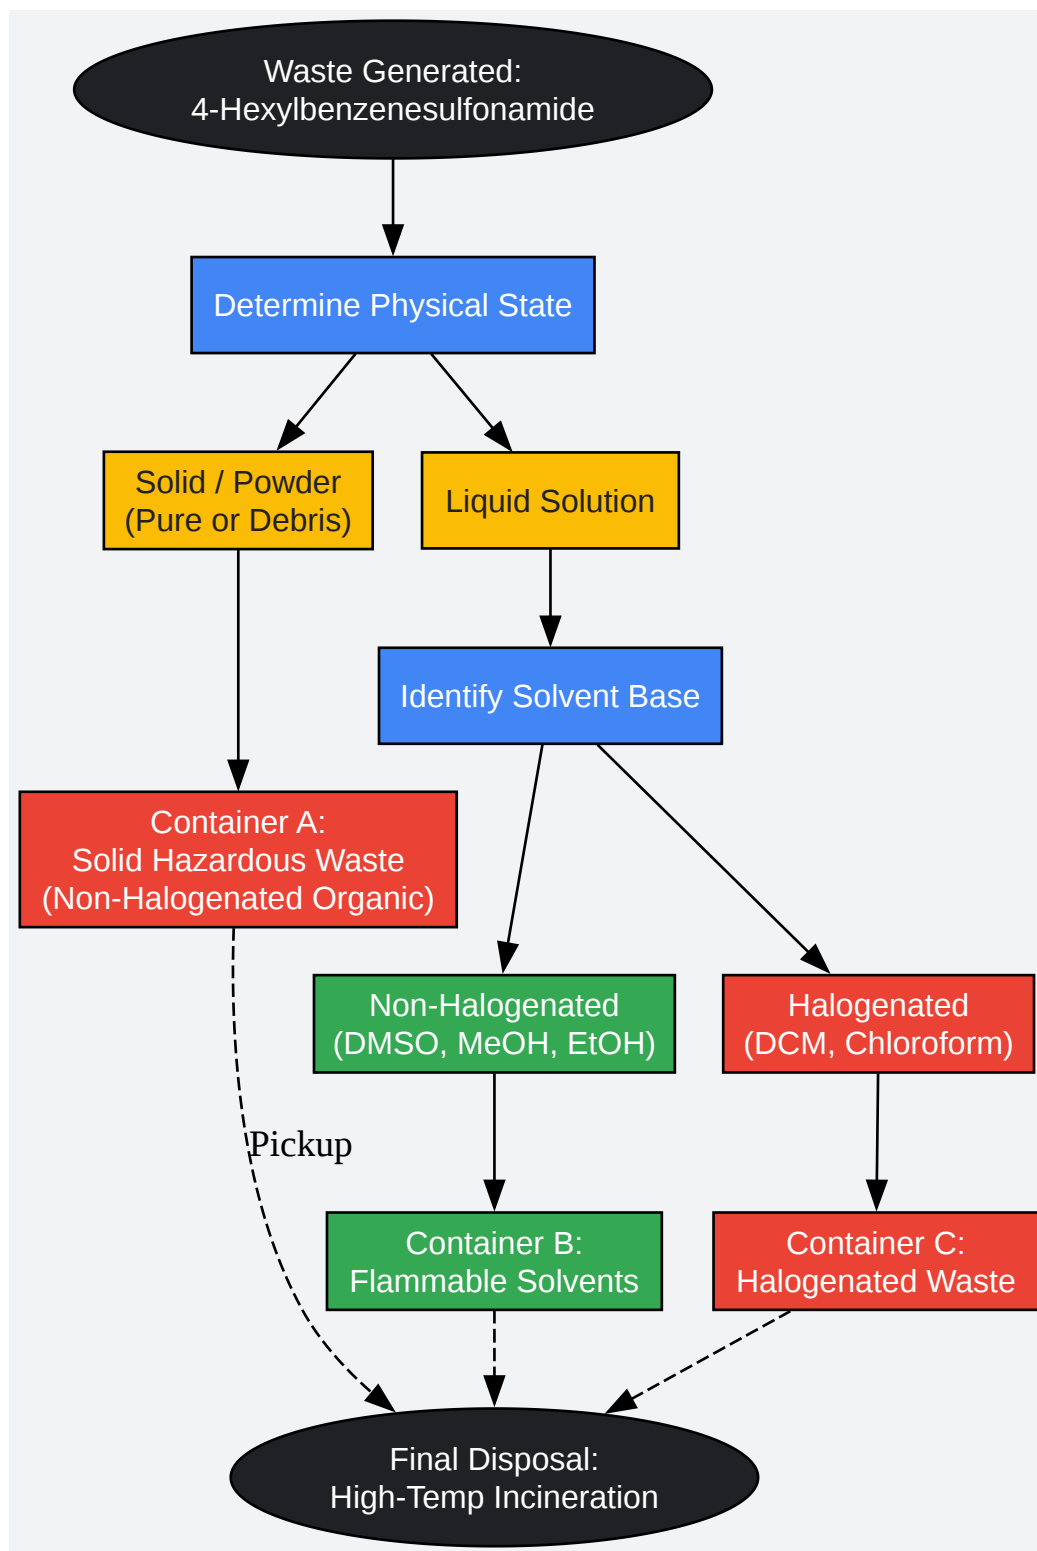 Waste Generated:
4-Hexylbenzenesulfonamide
Determine Physical State
Solid / Powder
(Pure or Debris)
Liquid Solution
Identify Solvent Base
Container A:
Solid Hazardous Waste
(Non-Halogenated Organic)
Non-Halogenated
(DMSO, MeOH, EtOH)
Halogenated
(DCM, Chloroform)
Pickup
Container B:
Flammable Solvents
Container C:
Halogenated Waste
Final Disposal:
High-Temp Incineration